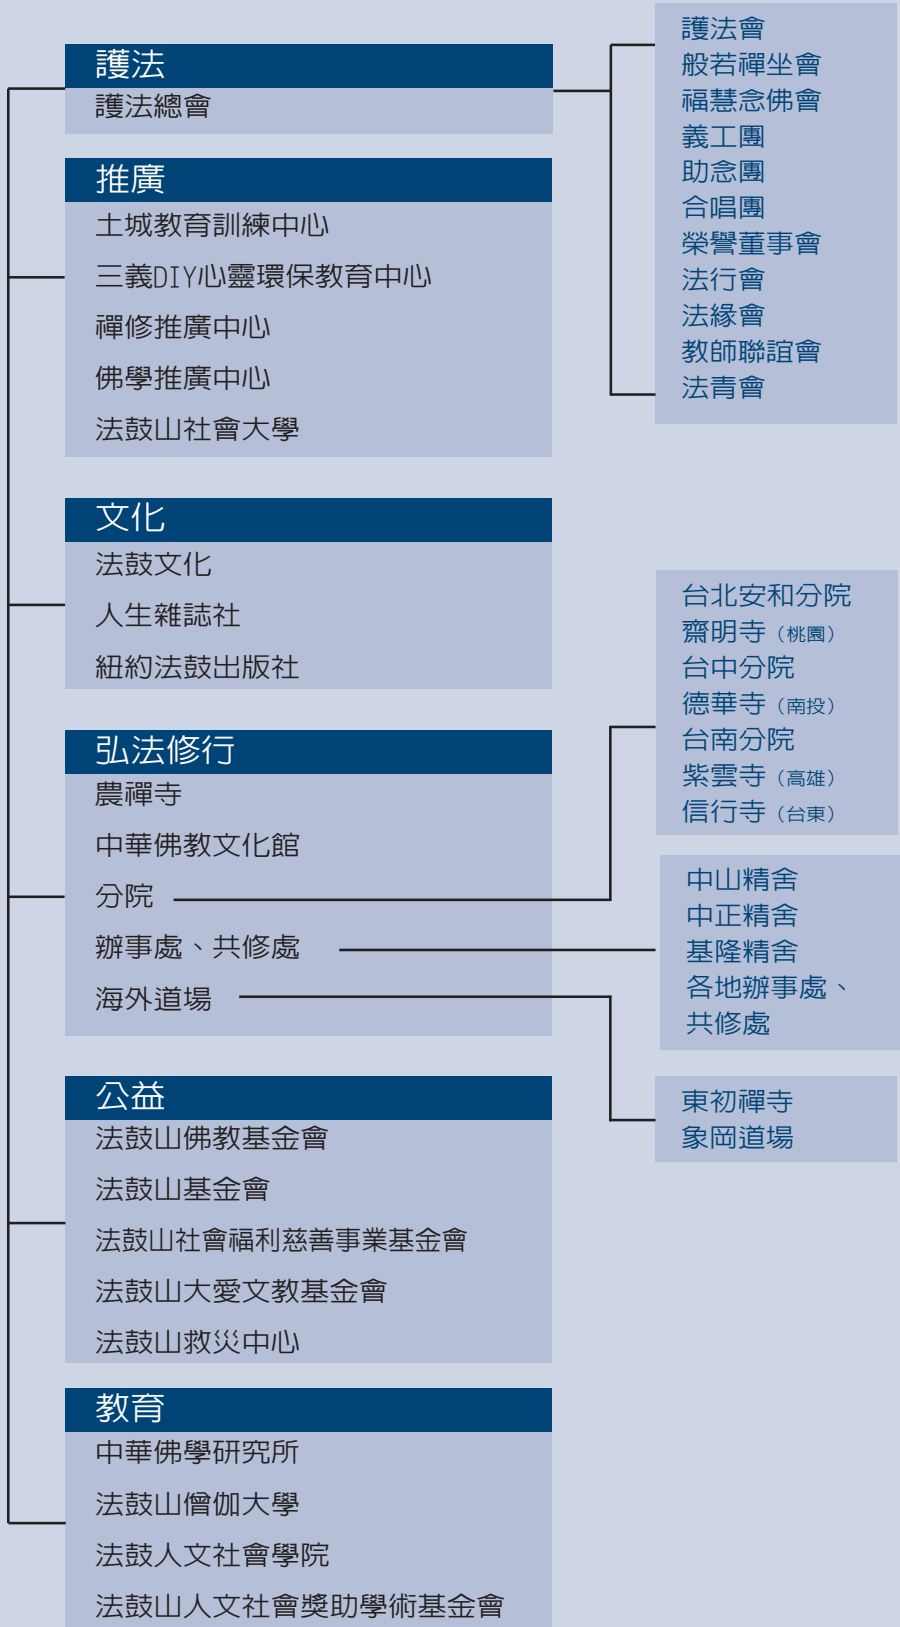 護法
護法總會
護法會
般若禪坐會
福慧念佛會
義工團
助念團
合唱團
榮譽董事會
法行會
法緣會
教師聯誼會
法青會
推廣
土城教育訓練中心
三義DIY心靈環保教育中心
禪修推廣中心
佛學推廣中心
法鼓山社會大學
文化
法鼓文化
人生雜誌社
紐約法鼓出版社
弘法修行
農禪寺
中華佛教文化館
分院
辦事處、共修處
海外道場
台北安和分院
齋明寺（桃園）
台中分院
德華寺（南投）
台南分院
紫雲寺（高雄）
信行寺（台東）
中山精舍
中正精舍
基隆精舍
各地辦事處、
共修處
東初禪寺
象岡道場
公益
法鼓山佛教基金會
法鼓山基金會
法鼓山社會福利慈善事業基金會
法鼓山大愛文教基金會
法鼓山救災中心
教育
中華佛學研究所
法鼓山僧伽大學
法鼓人文社會學院
法鼓山人文社會獎助學術基金會